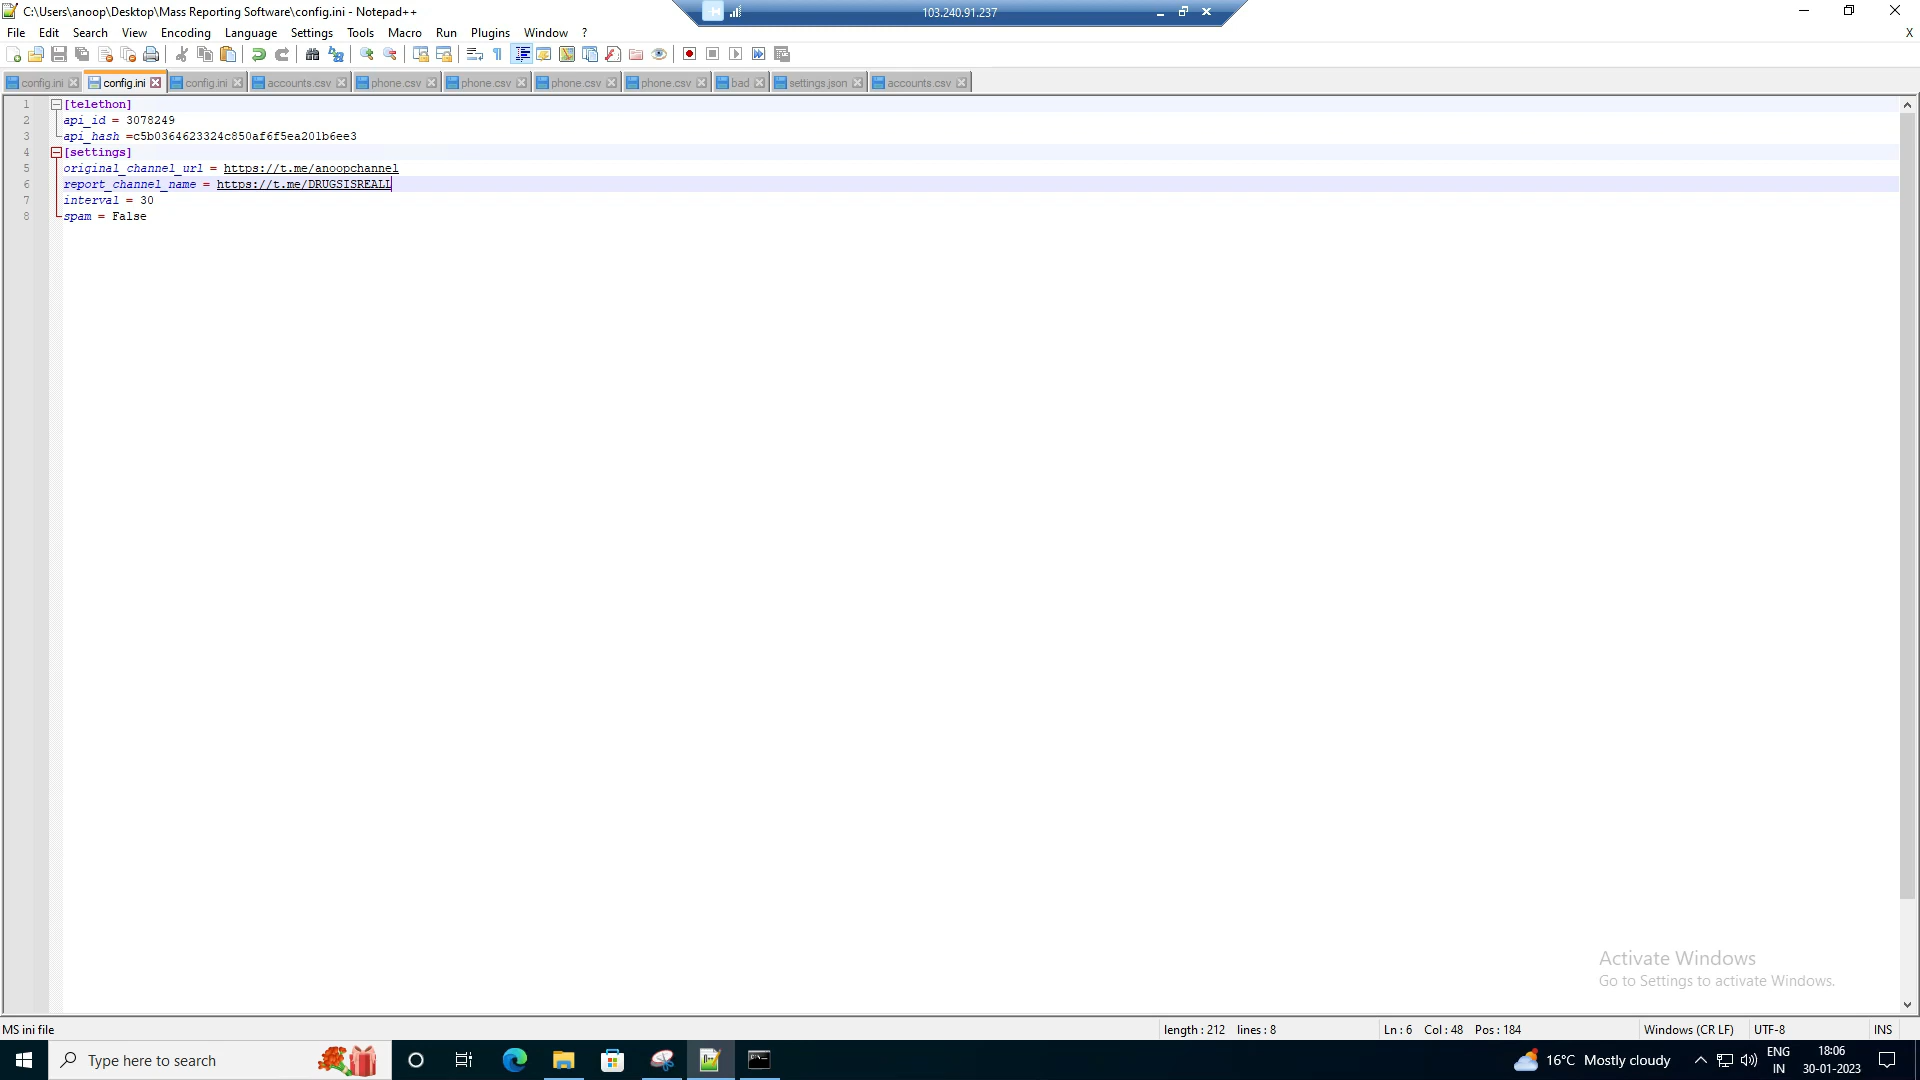 C:\Users\anoop\Desktop\Mass Reporting Software\config.ini - Notepad++
103.240.91.237
File Edit Search View Encoding Language Settings Tools Macro Run Plugins Window ? X
config.ini config.ini config.ini accounts.csv phone.csv phone.csv phone.csv phone.csv bad settings.json accounts.csv
1 [telethon]
2 api_id = 3078249
3 api_hash =c5b0364623324c850af6f5ea201b6ee3
4 [settings]
5 original_channel_url = https://t.me/anoopchannel
6 report_channel_name = https://t.me/DRUGSISREALL
7 interval = 30
8 spam = False
Activate Windows
Go to Settings to activate Windows.
MS ini file length : 212 lines : 8 Ln : 6 Col : 48 Pos : 184 Windows (CR LF) UTF-8 INS
Type here to search 16°C Mostly cloudy ENG IN 18:06 30-01-2023